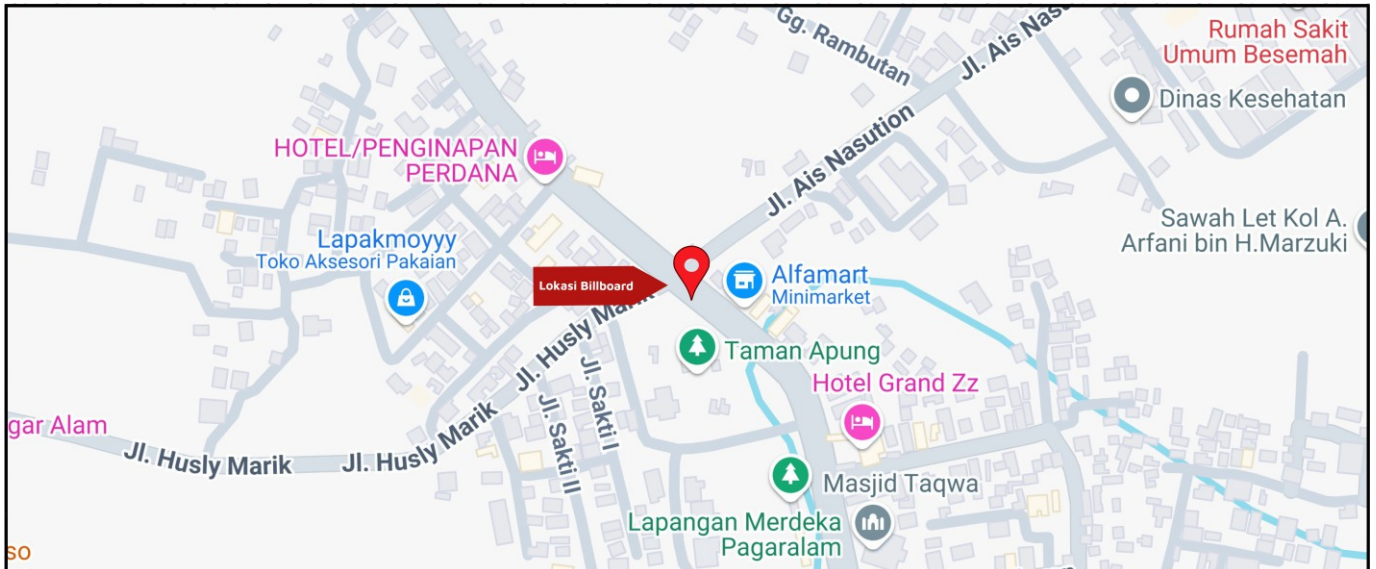 Gg. Rambutan
Jl. Ais Nasu
Rumah Sakit
Umum Besemah
Dinas Kesehatan
HOTEL/PENGINAPAN
PERDANA
Jl. Ais Nasution
Lapakmoyyy
Toko Aksesori Pakaian
Sawah Let Kol A.
Arfani bin H.Marzuki
Lokasi Billboard
Alfamart
Minimarket
Jl. Husly Marik
Taman Apung
Hotel Grand Zz
Jl. Sakti I
Jl. Sakti II
gar Alam
Jl. Husly Marik
Jl. Husly Marik
Masjid Taqwa
Lapangan Merdeka
Pagaralam
so